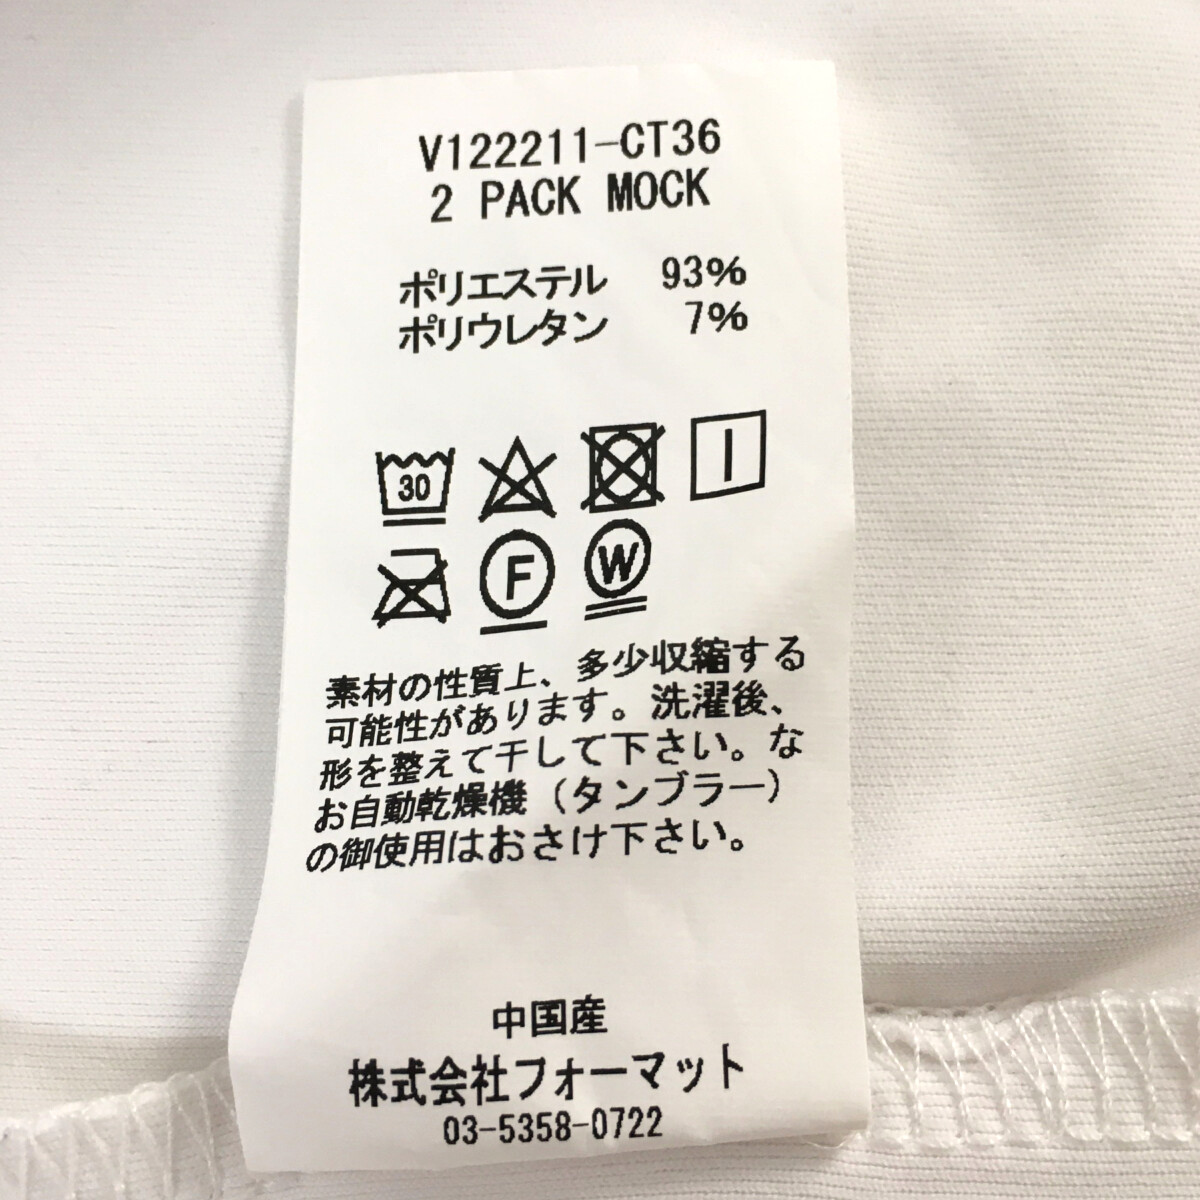 V122211-CT36
2 PACK MOCK
ポリエステル 93%
ポリウレタン 7%
30
F W
素材の性質上、多少収縮する
可能性があります。洗濯後、
形を整えて干して下さい。な
お自動乾燥機（タンブラー）
の御使用はおさけ下さい。
中国産
株式会社フォーマット
03-5358-0722